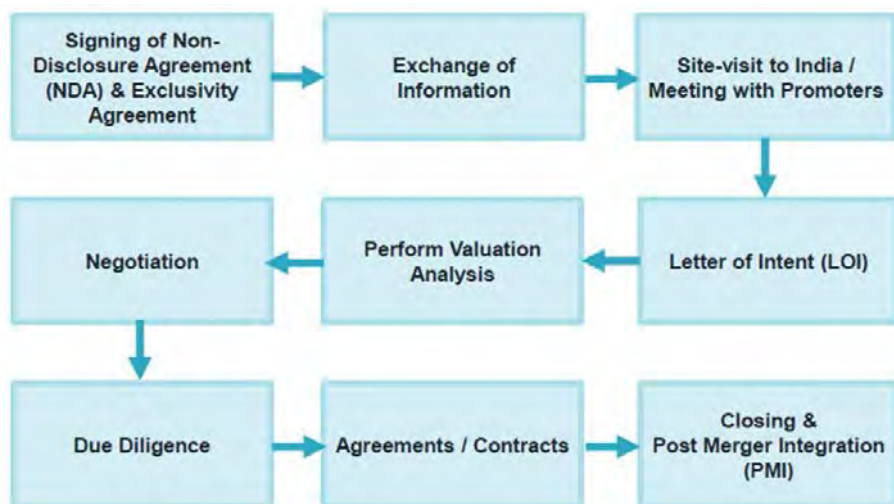 Signing of Non-
Disclosure Agreement
(NDA) & Exclusivity
Agreement
Exchange of
Information
Site-visit to India /
Meeting with Promoters
Letter of Intent (LOI)
Perform Valuation
Analysis
Negotiation
Due Diligence
Agreements / Contracts
Closing &
Post Merger Integration
(PMI)